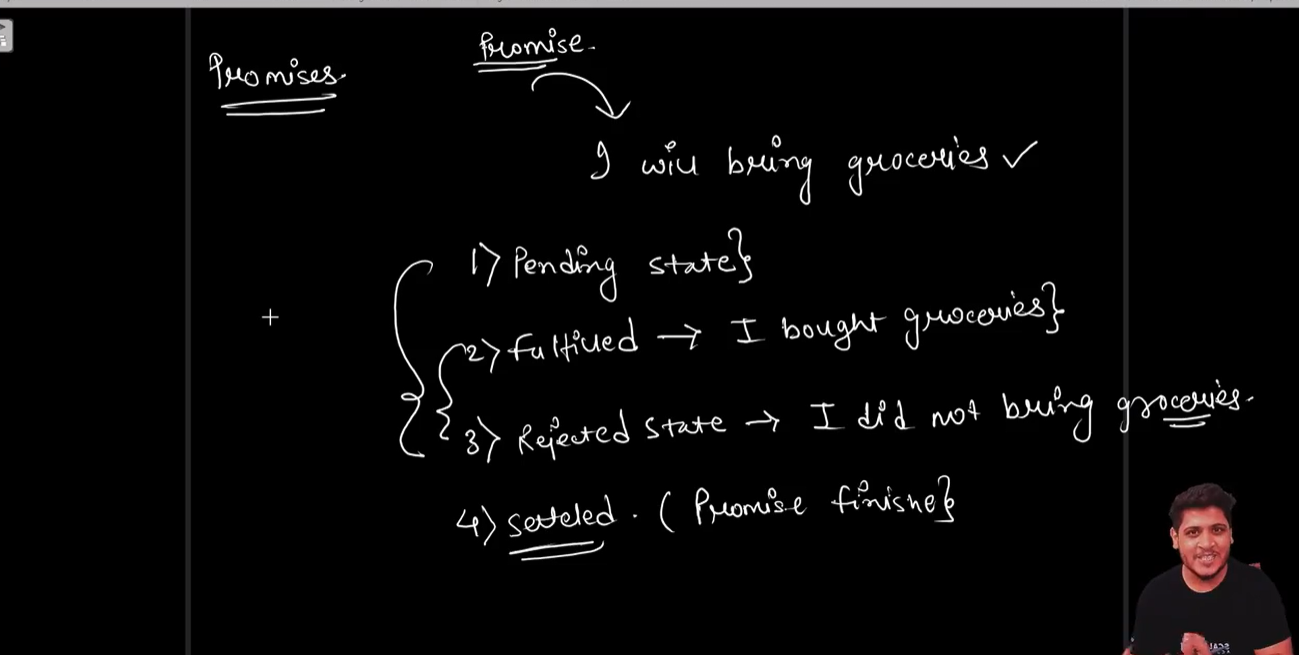 Promises.
Promise.
I will bring groceries ✓
1) Pending state}
2) fulfilled → I bought groceries}
3) Rejected state → I did not bring groceries.
4) setteled. (Promise finishe}